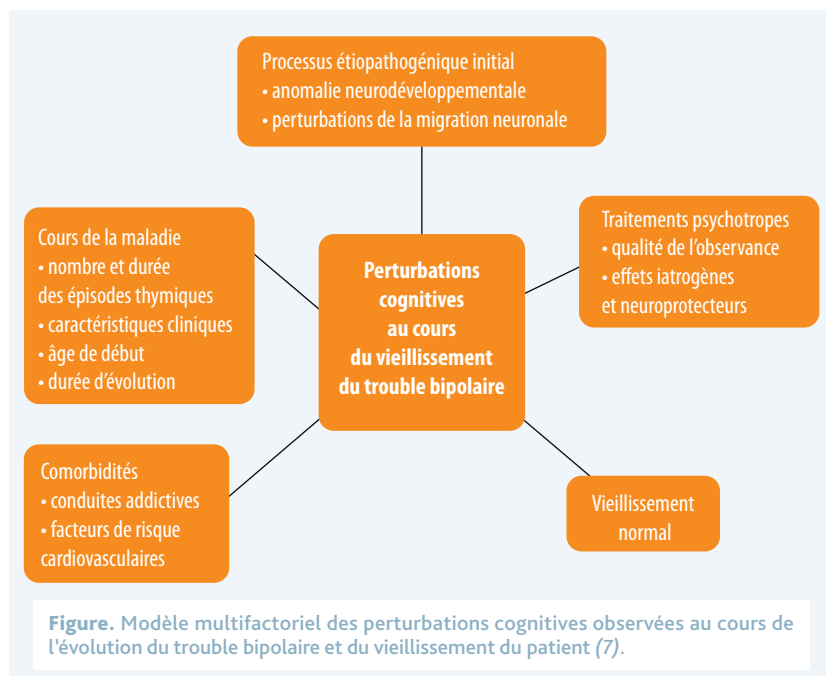 Processus étiopathogénique initial
• anomalie neurodéveloppementale
• perturbations de la migration neuronale
Cours de la maladie
• nombre et durée
des épisodes thymiques
• caractéristiques cliniques
• âge de début
• durée d’évolution
Perturbations
cognitives
au cours
du vieillissement
du trouble bipolaire
Traitements psychotropes
• qualité de l’observance
• effets iatrogènes
et neuroprotecteurs
Comorbidités
• conduites addictives
• facteurs de risque
cardiovasculaires
Vieillissement
normal
Figure. Modèle multifactoriel des perturbations cognitives observées au cours de
l'évolution du trouble bipolaire et du vieillissement du patient (7).